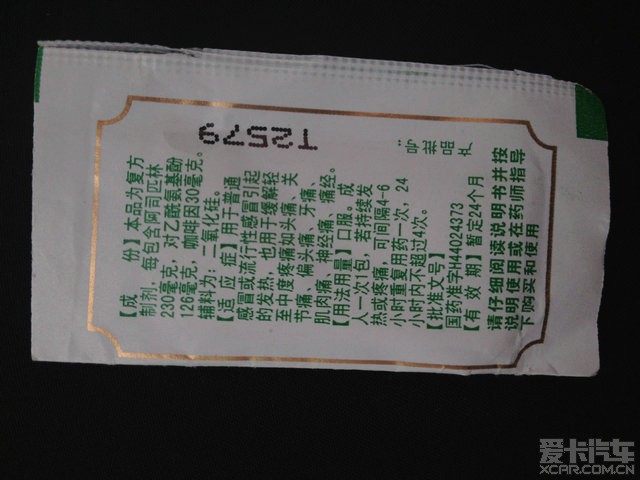 【成　份】本品为复方
制剂，每包含阿司匹林
230毫克，对乙酰氨基酚
126毫克，咖啡因30毫克。
辅料为：二氧化硅。
【适 应 症】用于普通
感冒或流行性感冒引起
的发热，也用于缓解轻
至中度疼痛如头痛、关
节痛、偏头痛、牙痛、
肌肉痛、神经痛、痛经。
【用法用量】口服。成
人一次一包，若持续发
热或疼痛，可间隔4-6
小时重复用药一次，24
小时内不超过4次。
【批准文号】
国药准字H44024373
【有 效 期】暂定24个月
请仔细阅读说明书并按
说明使用或在药师指导
下购买和使用
爱卡汽车
XCAR.COM.CN